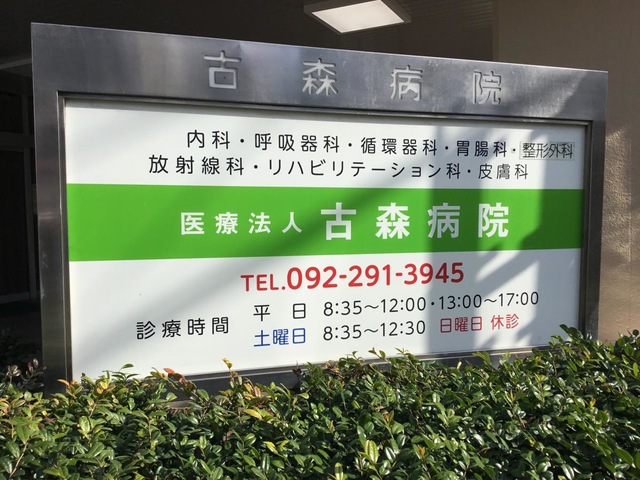 古森病院
内科・呼吸器科・循環器科・胃腸科・整形外科
放射線科・リハビリテーション科・皮膚科
医療法人 古森病院
TEL.092-291-3945
診療時間 平日 8:35～12:00・13:00～17:00
土曜日 8:35～12:30 日曜日 休診